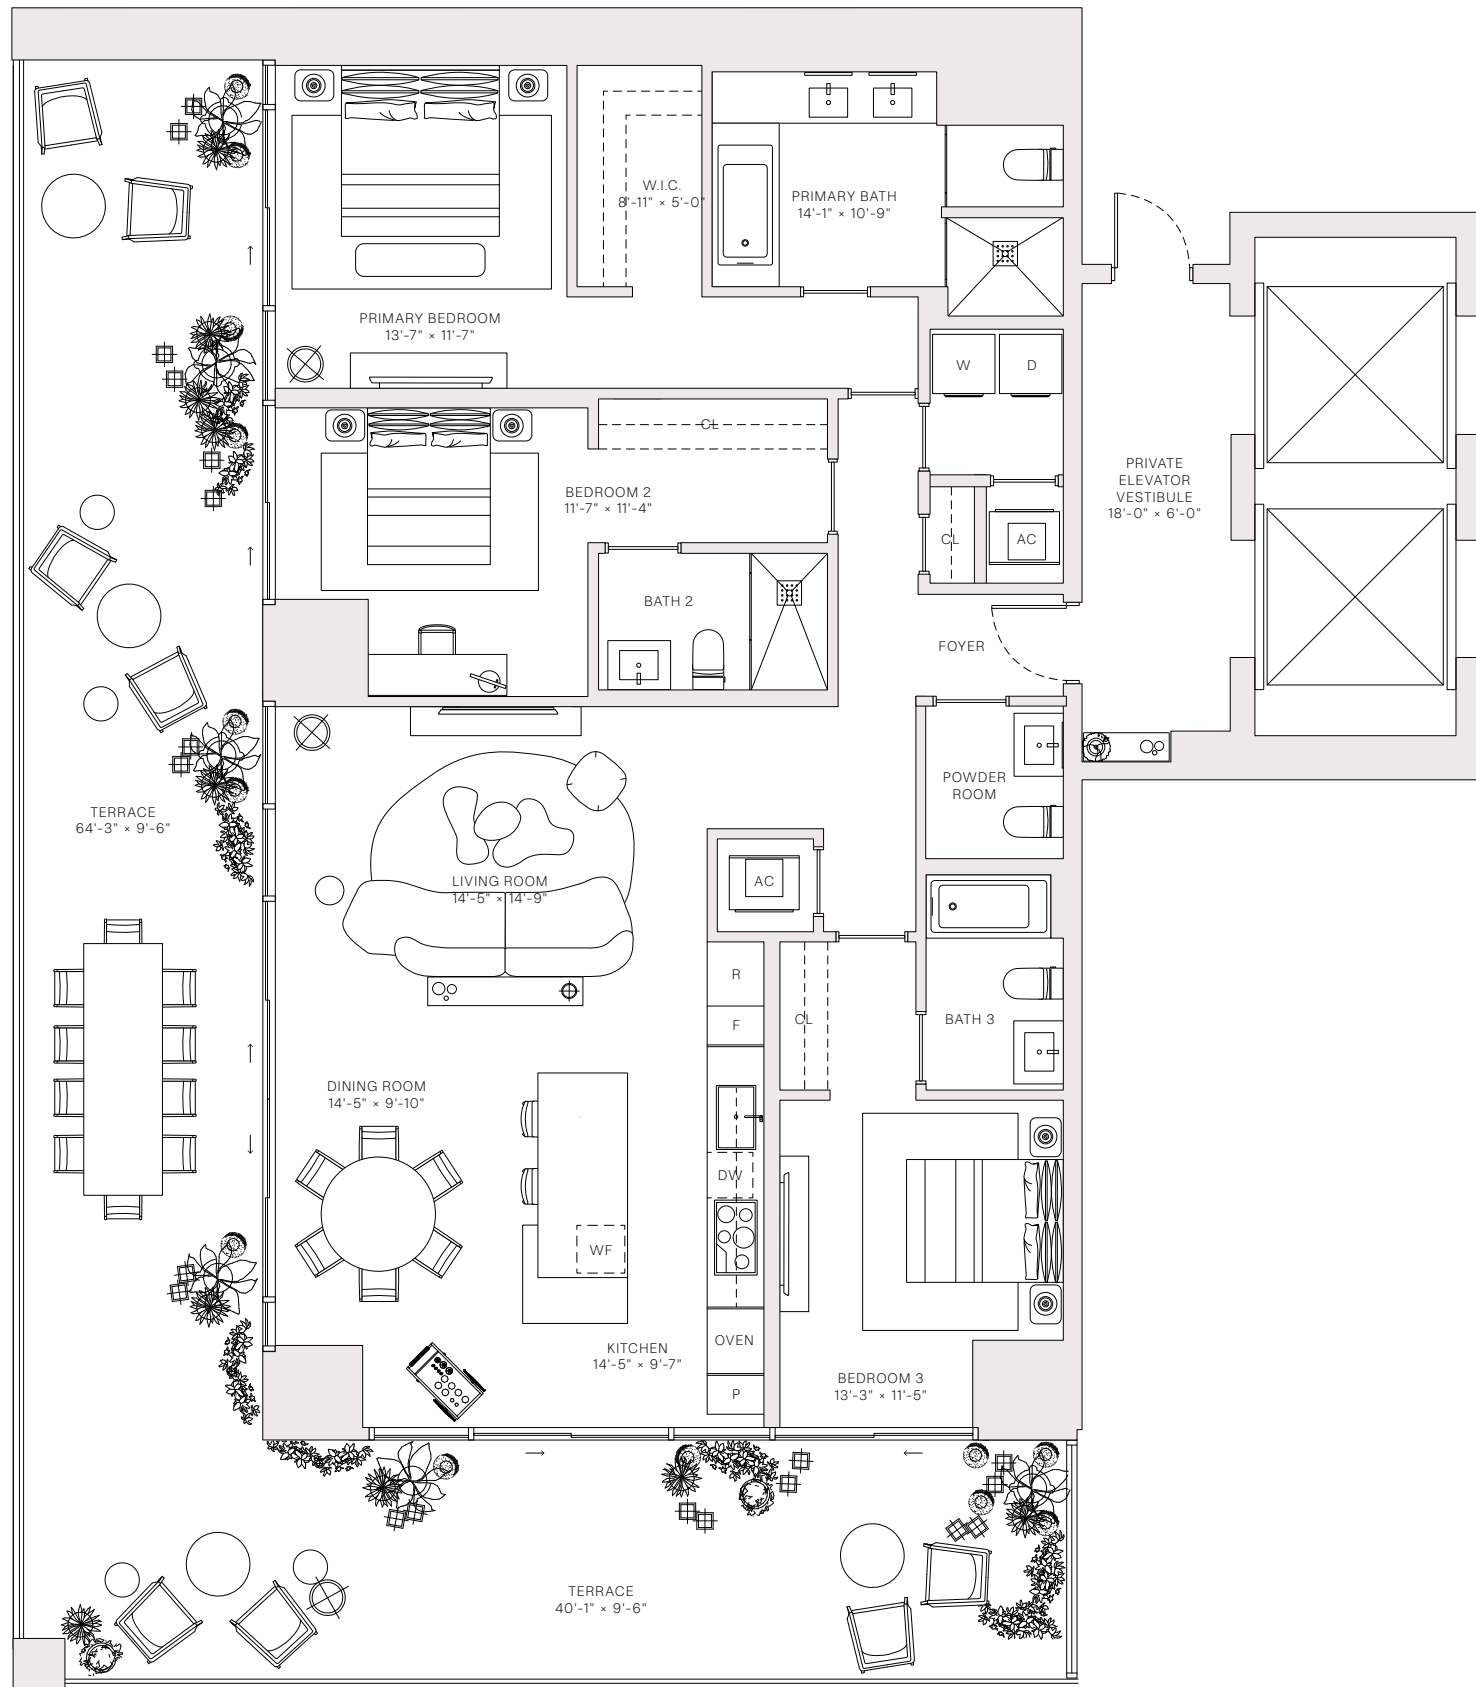 W.I.C.
8'-11" × 5'-0"
PRIMARY BATH
14'-1" × 10'-9"
PRIMARY BEDROOM
13'-7" × 11'-7"
W
D
CL
BEDROOM 2
11'-7" × 11'-4"
PRIVATE
ELEVATOR
VESTIBULE
18'-0" × 6'-0"
CL
AC
BATH 2
FOYER
POWDER
ROOM
TERRACE
64'-3" × 9'-6"
LIVING ROOM
14'-5" × 14'-9"
AC
R
F
CL
BATH 3
DINING ROOM
14'-5" × 9'-10"
DW
WF
OVEN
KITCHEN
14'-5" × 9'-7"
P
BEDROOM 3
13'-3" × 11'-5"
TERRACE
40'-1" × 9'-6"